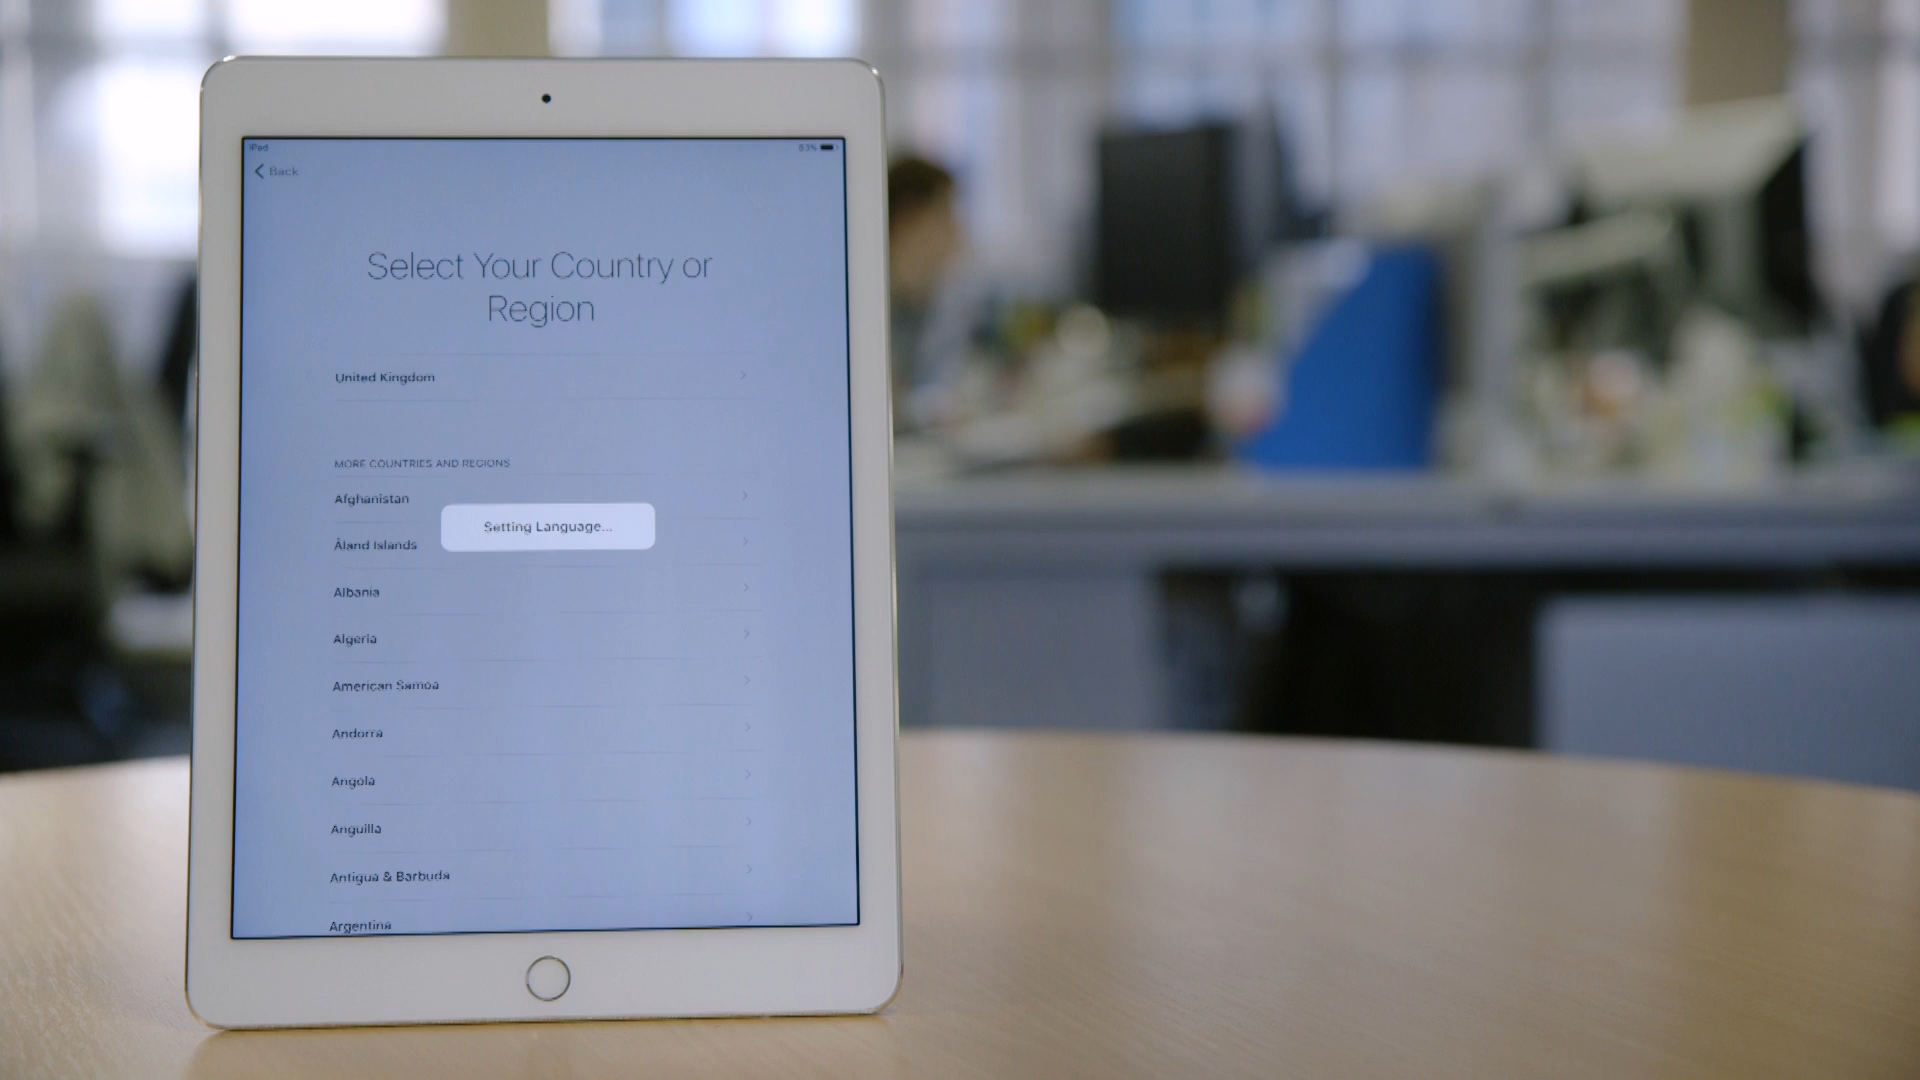 iPad
83%
Back
Select Your Country or
Region
United Kingdom
MORE COUNTRIES AND REGIONS
Afghanistan
Setting Language...
Åland Islands
Albania
Algeria
American Samoa
Andorra
Angola
Anguilla
Antigua & Barbuda
Argentina